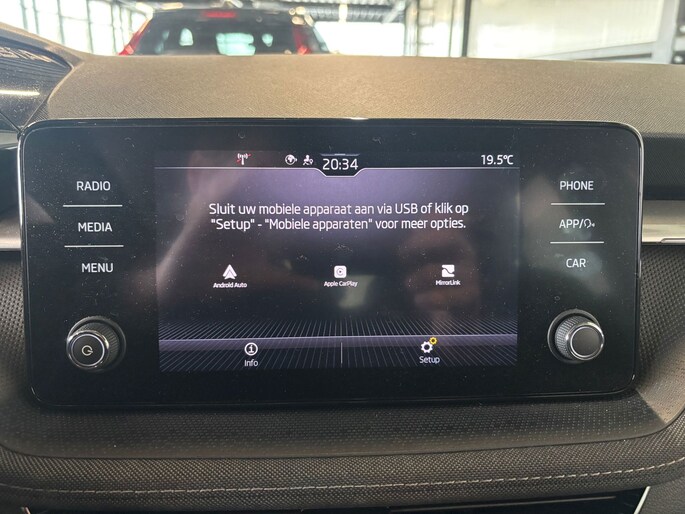 20:34
19.5°C
RADIO
MEDIA
MENU
Sluit uw mobiele apparaat aan via USB of klik op
"Setup" - "Mobiele apparaten" voor meer opties.
Android Auto
Apple CarPlay
MirrorLink
Info
Setup
PHONE
APP/
CAR